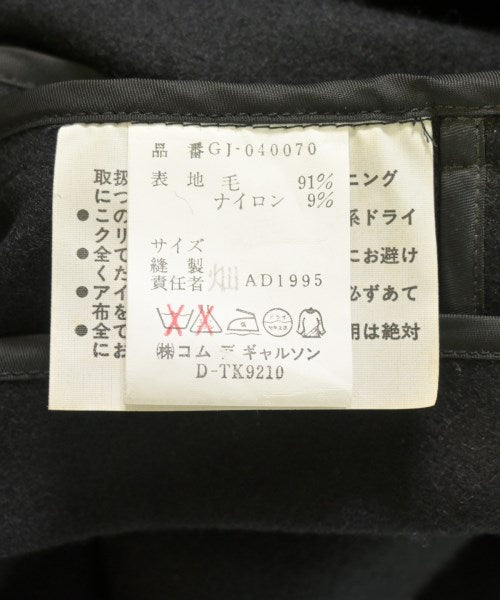 品 番 GJ-040070
表 地 毛 91%
ナイロン 9%
サイズ
縫 製
責任者 畑 AD1995
㈱コム デ ギャルソン
D-TK9210
取扱 ニング
につ
●この 系ドライ
クリ
●全て にお避け
くだ
●アイ 必ずあて
布を
●全て 用は絶対
にお